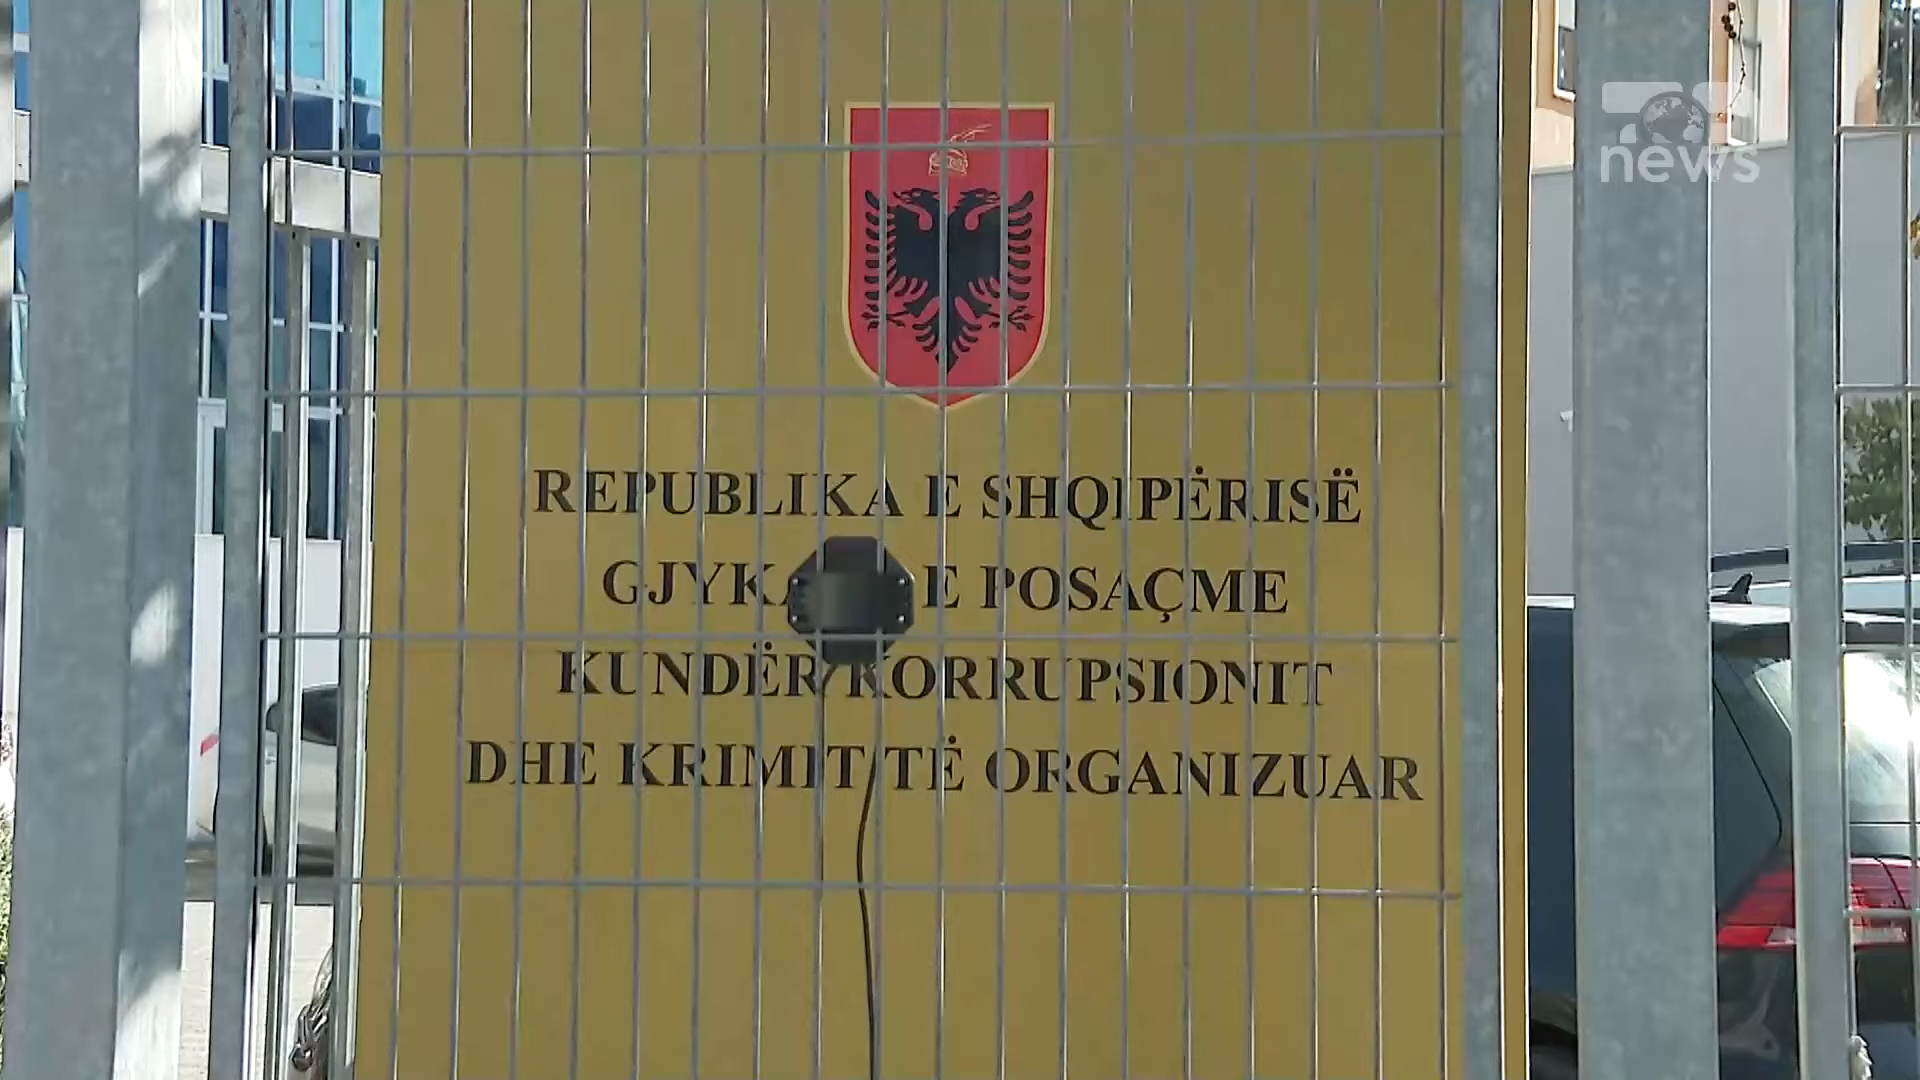 news
REPUBLIKA E SHQIPËRISË
E POSAÇME
KUNDËR KORRUPSIONIT
DHE KRIMIT TË ORGANIZUAR